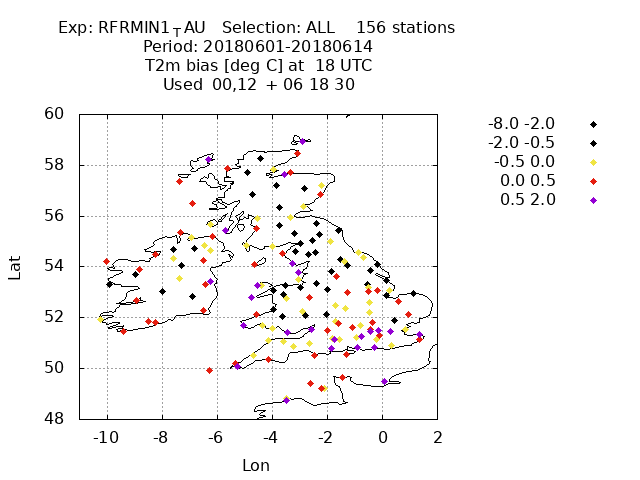 Exp: RFRMIN1_TAU   Selection: ALL    156 stations
Period: 20180601-20180614
T2m bias [deg C] at  18 UTC
Used  00,12  + 06 18 30
-8.0 -2.0
-2.0 -0.5
-0.5 0.0
0.0 0.5
0.5 2.0
60
58
56
54
52
50
48
Lat
-10 -8 -6 -4 -2 0 2
Lon